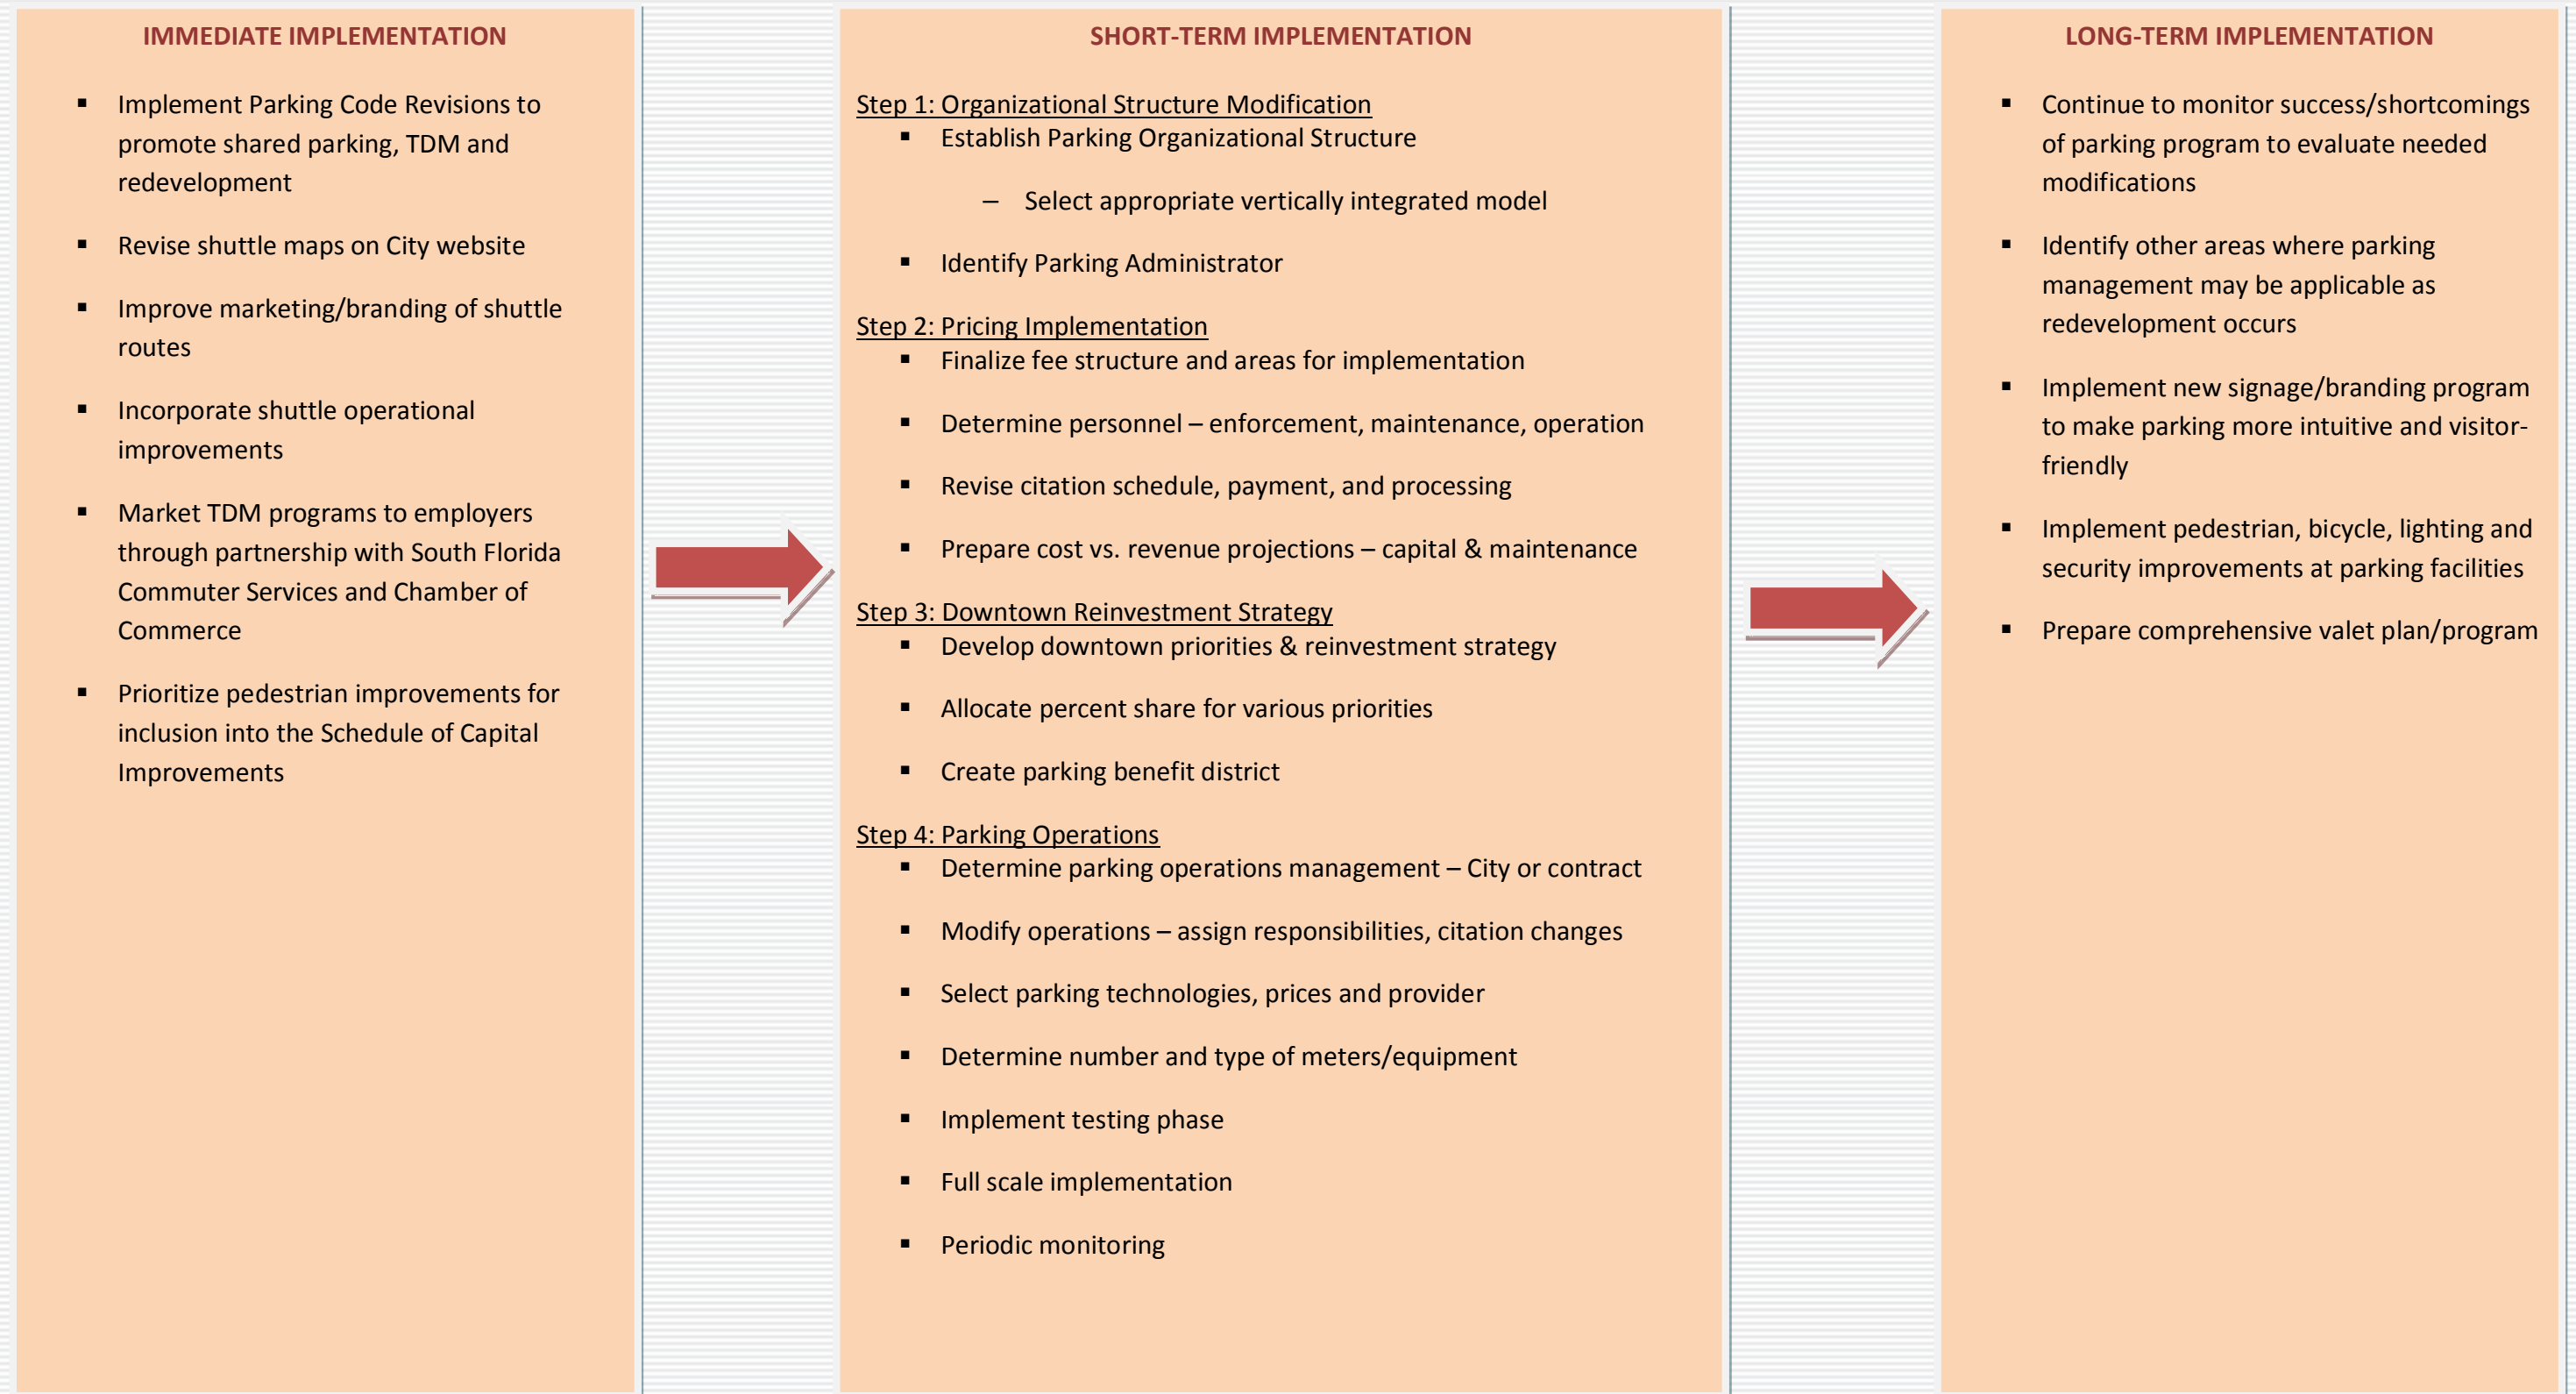 IMMEDIATE IMPLEMENTATION
▪ Implement Parking Code Revisions to
promote shared parking, TDM and
redevelopment
▪ Revise shuttle maps on City website
▪ Improve marketing/branding of shuttle
routes
▪ Incorporate shuttle operational
improvements
▪ Market TDM programs to employers
through partnership with South Florida
Commuter Services and Chamber of
Commerce
▪ Prioritize pedestrian improvements for
inclusion into the Schedule of Capital
Improvements
SHORT-TERM IMPLEMENTATION
Step 1: Organizational Structure Modification
▪ Establish Parking Organizational Structure
– Select appropriate vertically integrated model
▪ Identify Parking Administrator
Step 2: Pricing Implementation
▪ Finalize fee structure and areas for implementation
▪ Determine personnel – enforcement, maintenance, operation
▪ Revise citation schedule, payment, and processing
▪ Prepare cost vs. revenue projections – capital & maintenance
Step 3: Downtown Reinvestment Strategy
▪ Develop downtown priorities & reinvestment strategy
▪ Allocate percent share for various priorities
▪ Create parking benefit district
Step 4: Parking Operations
▪ Determine parking operations management – City or contract
▪ Modify operations – assign responsibilities, citation changes
▪ Select parking technologies, prices and provider
▪ Determine number and type of meters/equipment
▪ Implement testing phase
▪ Full scale implementation
▪ Periodic monitoring
LONG-TERM IMPLEMENTATION
▪ Continue to monitor success/shortcomings
of parking program to evaluate needed
modifications
▪ Identify other areas where parking
management may be applicable as
redevelopment occurs
▪ Implement new signage/branding program
to make parking more intuitive and visitor-
friendly
▪ Implement pedestrian, bicycle, lighting and
security improvements at parking facilities
▪ Prepare comprehensive valet plan/program